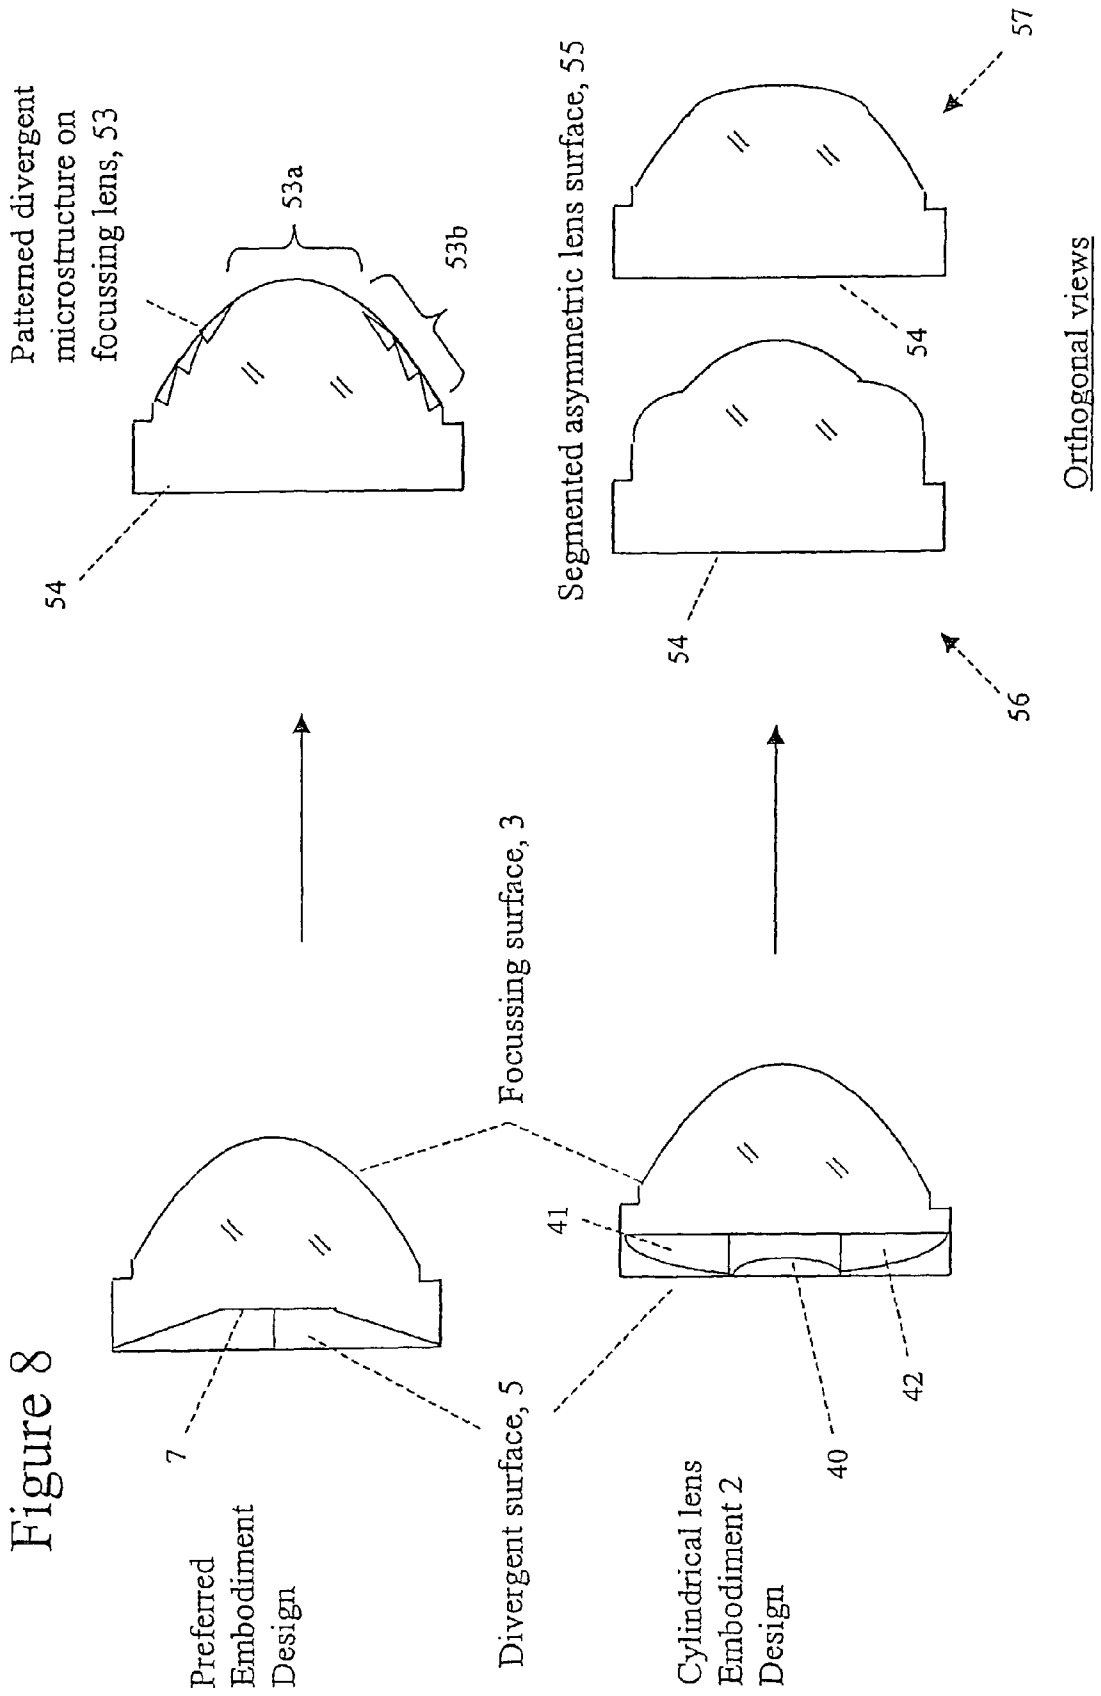 Figure 8
Preferred
Embodiment
Design
7
Divergent surface, 5
Focussing surface, 3
Cylindrical lens
Embodiment 2
Design
41
40
42
54
Patterned divergent
microstructure on
focussing lens, 53
53a
53b
Segmented asymmetric lens surface, 55
54
54
56
57
Orthogonal views